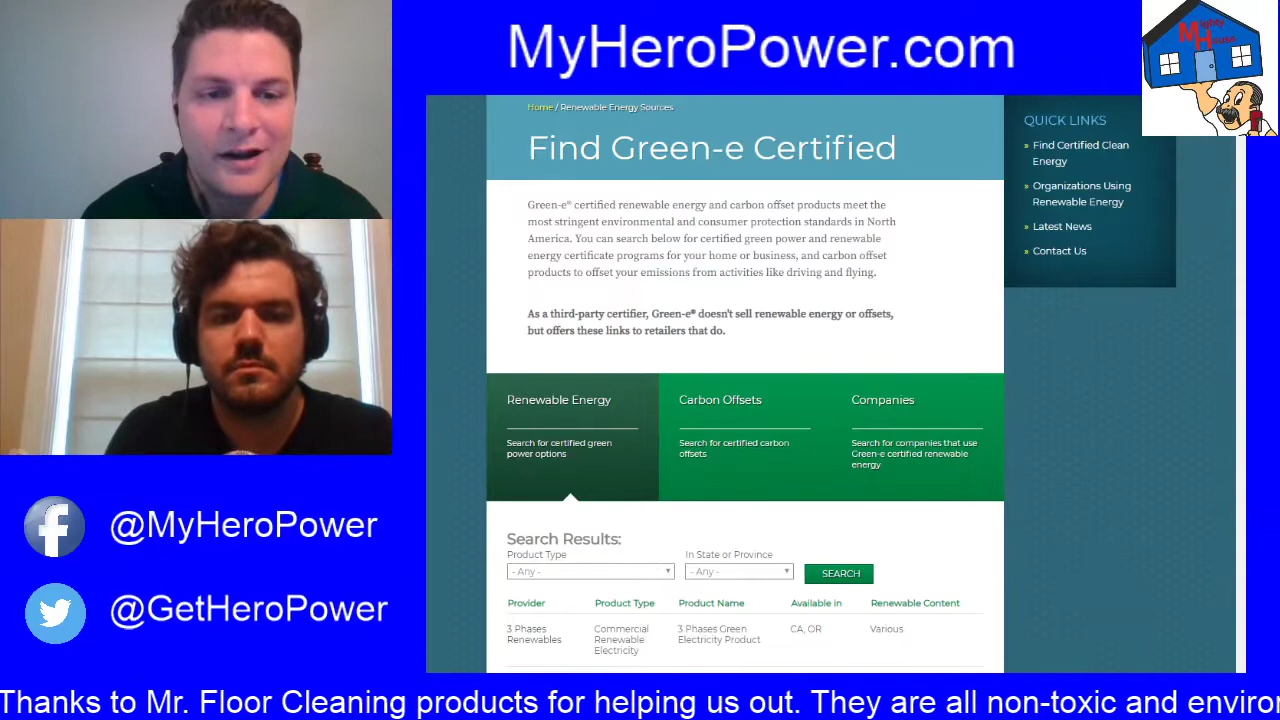 MyHeroPower.com
Mighty
House
Home / Renewable Energy Sources
Find Green-e Certified
Green-e® certified renewable energy and carbon offset products meet the
most stringent environmental and consumer protection standards in North
America. You can search below for certified green power and renewable
energy certificate programs for your home or business, and carbon offset
products to offset your emissions from activities like driving and flying.
As a third-party certifier, Green-e® doesn't sell renewable energy or offsets,
but offers these links to retailers that do.
QUICK LINKS
» Find Certified Clean
Energy
» Organizations Using
Renewable Energy
» Latest News
» Contact Us
Renewable Energy
Search for certified green
power options
Carbon Offsets
Search for certified carbon
offsets
Companies
Search for companies that use
Green-e certified renewable
energy
Search Results:
Product Type
In State or Province
- Any -
- Any -
SEARCH
Provider Product Type Product Name Available in Renewable Content
3 Phases
Renewables
Commercial
Renewable
Electricity
3 Phases Green
Electricity Product
CA, OR
Various
@MyHeroPower
@GetHeroPower
Thanks to Mr. Floor Cleaning products for helping us out. They are all non-toxic and enviro